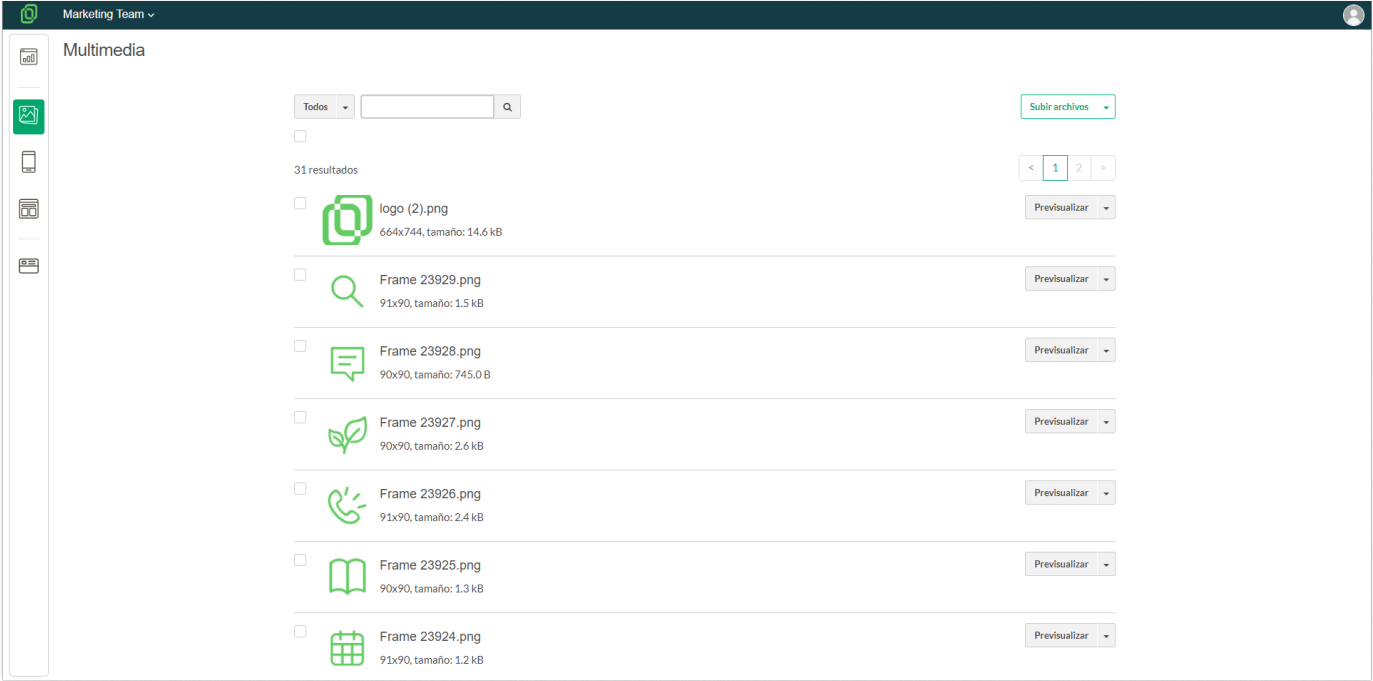 Marketing Team
Multimedia
Todos
Subir archivos
31 resultados
< 1 2 >
logo (2).png
Previsualizar
664x744, tamaño: 14.6 kB
Frame 23929.png
Previsualizar
91x90, tamaño: 1.5 kB
Frame 23928.png
Previsualizar
90x90, tamaño: 745.0 B
Frame 23927.png
Previsualizar
90x90, tamaño: 2.6 kB
Frame 23926.png
Previsualizar
91x90, tamaño: 2.4 kB
Frame 23925.png
Previsualizar
90x90, tamaño: 1.3 kB
Frame 23924.png
Previsualizar
91x90, tamaño: 1.2 kB